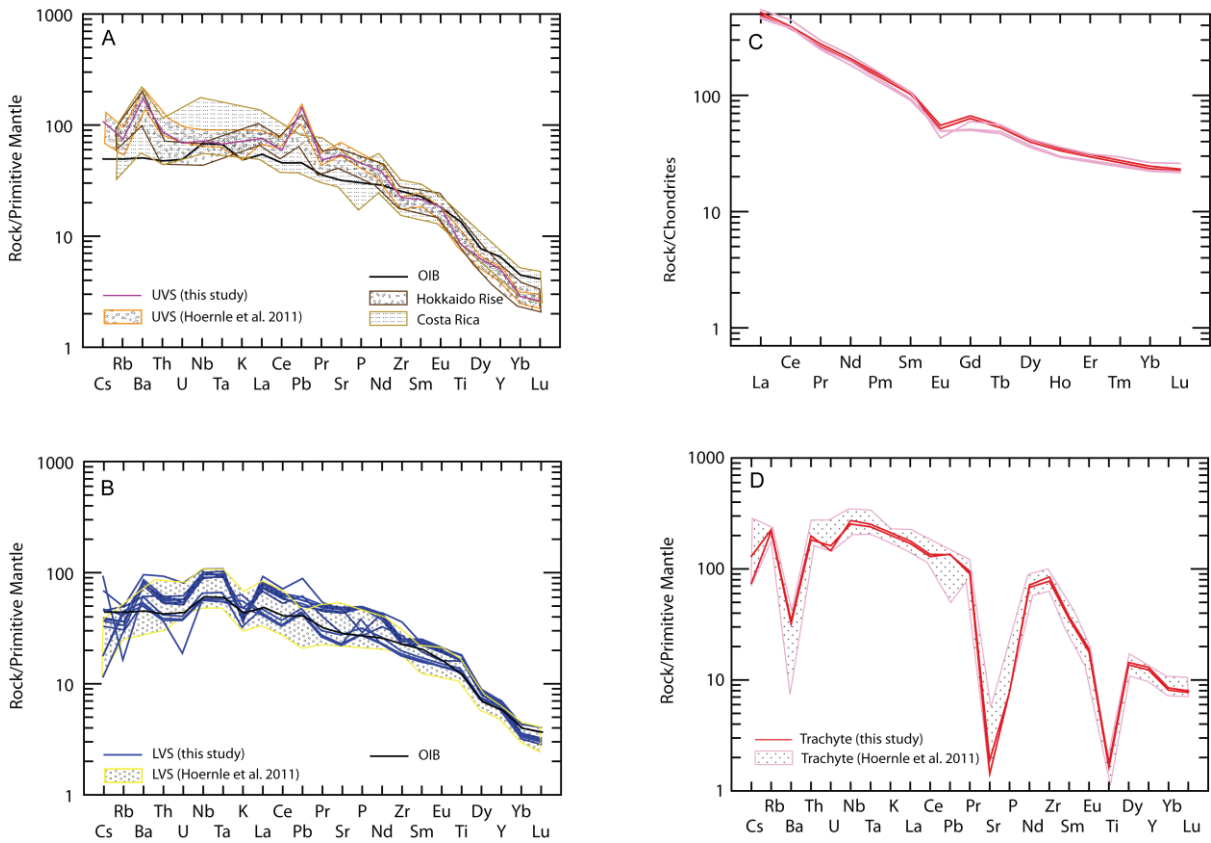 A
Rock/Primitive Mantle
1000
100
10
1
UVS (this study)
UVS (Hoernle et al. 2011)
OIB
Hokkaido Rise
Costa Rica
Rb Ba Th Nb K Ce Pr P Zr Eu Dy Yb
Cs Ba U Ta La Pb Sr Nd Sm Ti Y Lu
C
Rock/Chondrites
100
10
1
Ce Nd Sm Gd Dy Er Yb
La Pr Pm Eu Tb Ho Tm Lu
B
Rock/Primitive Mantle
1000
100
10
1
LVS (this study)
LVS (Hoernle et al. 2011)
OIB
Rb Th Nb K Ce Pr P Zr Eu Dy Yb
Cs Ba U Ta La Pb Sr Nd Sm Ti Y Lu
D
Rock/Primitive Mantle
1000
100
10
1
Trachyte (this study)
Trachyte (Hoernle et al. 2011)
Rb Th Nb K Ce Pr P Zr Eu Dy Yb
Cs Ba U Ta La Pb Sr Nd Sm Ti Y Lu